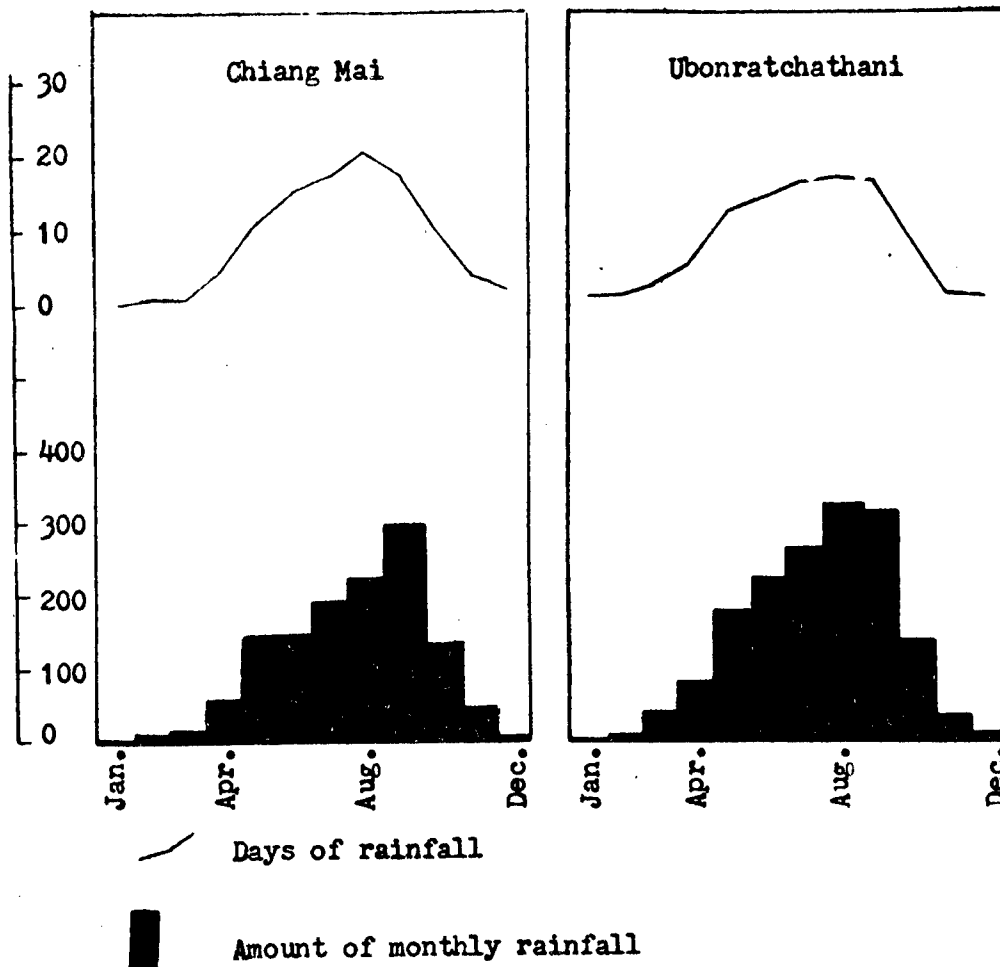 Chiang Mai
Ubonratchathani
30
20
10
0
400
300
200
100
0
Jan.
Apr.
Aug.
Dec.
Jan.
Apr.
Aug.
Dec.
Days of rainfall
Amount of monthly rainfall